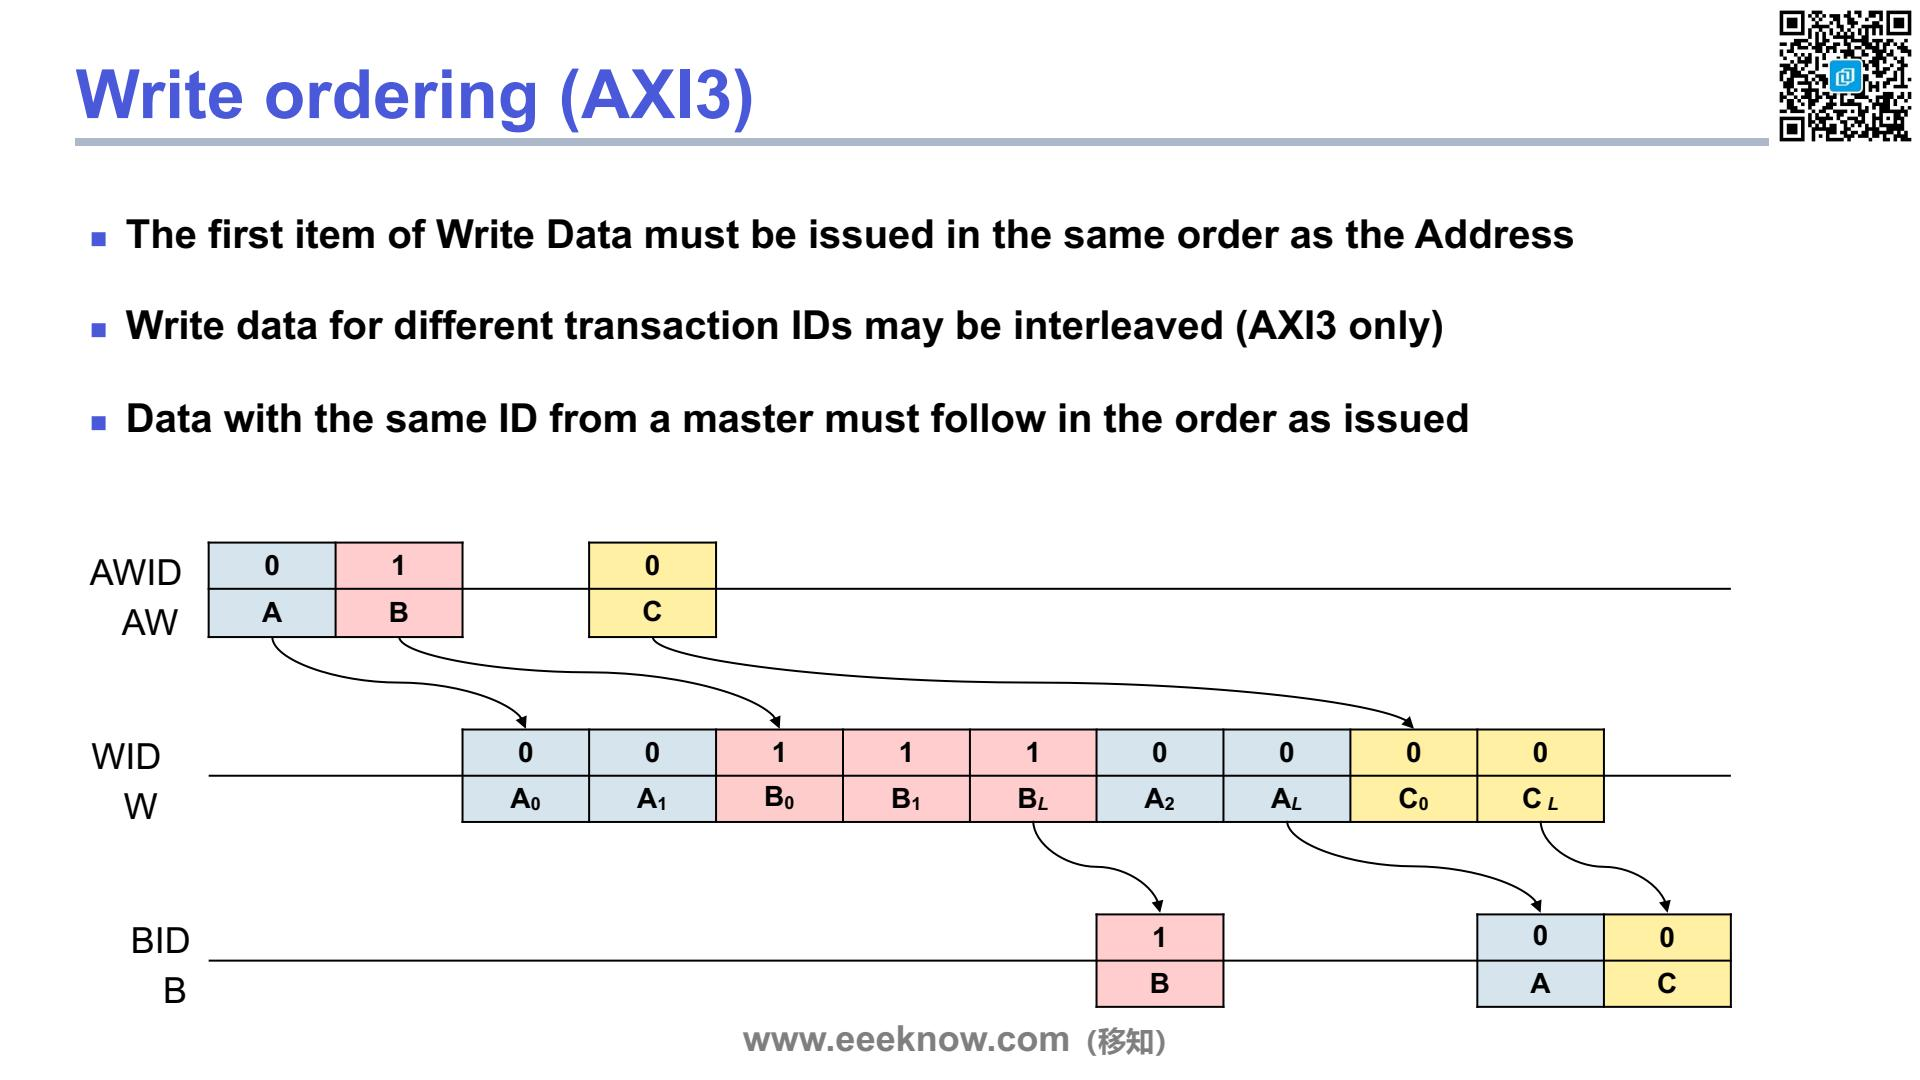 Write ordering (AXI3)
The first item of Write Data must be issued in the same order as the Address
Write data for different transaction IDs may be interleaved (AXI3 only)
Data with the same ID from a master must follow in the order as issued
AWID 0 1 0
AW A B C
WID 0 0 1 1 1 0 0 0 0
W A0 A1 B0 B1 BL A2 AL C0 C L
BID 1 0 0
B B A C
www.eeeknow.com (移知)